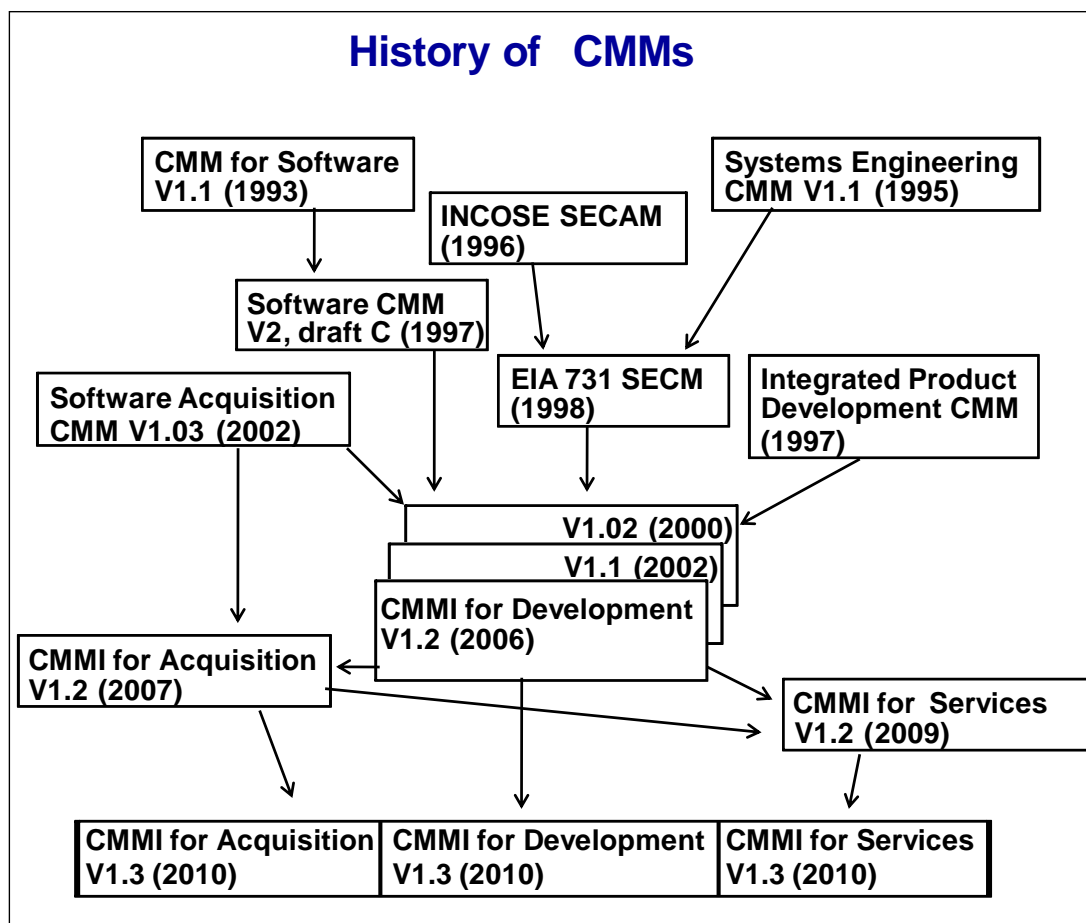 History of CMMs
CMM for Software
V1.1 (1993)
Systems Engineering
CMM V1.1 (1995)
INCOSE SECAM
(1996)
Software CMM
V2, draft C (1997)
EIA 731 SECM
(1998)
Integrated Product
Development CMM
(1997)
Software Acquisition
CMM V1.03 (2002)
V1.02 (2000)
V1.1 (2002)
CMMI for Development
V1.2 (2006)
CMMI for Acquisition
V1.2 (2007)
CMMI for Services
V1.2 (2009)
CMMI for Acquisition
V1.3 (2010)
CMMI for Development
V1.3 (2010)
CMMI for Services
V1.3 (2010)